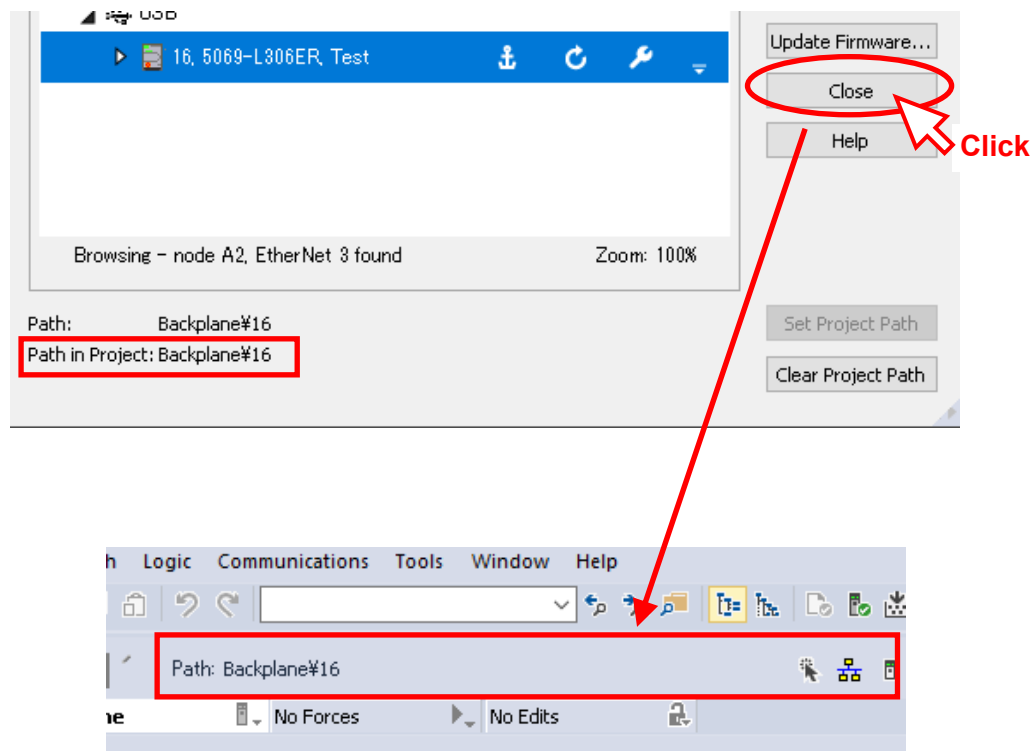 USB
16, 5069-L306ER, Test
Update Firmware...
Close
Help
Click
Browsing - node A2, EtherNet 3 found
Zoom: 100%
Path: Backplane¥16
Set Project Path
Path in Project: Backplane¥16
Clear Project Path
h Logic Communications Tools Window Help
Path: Backplane¥16
ne No Forces No Edits